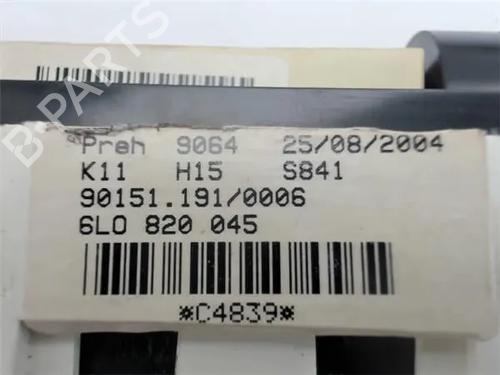 B-PARTS
Preh 9064 25/08/2004
K11 H15 S841
90151.191/0006
6L0 820 045
*C4839*